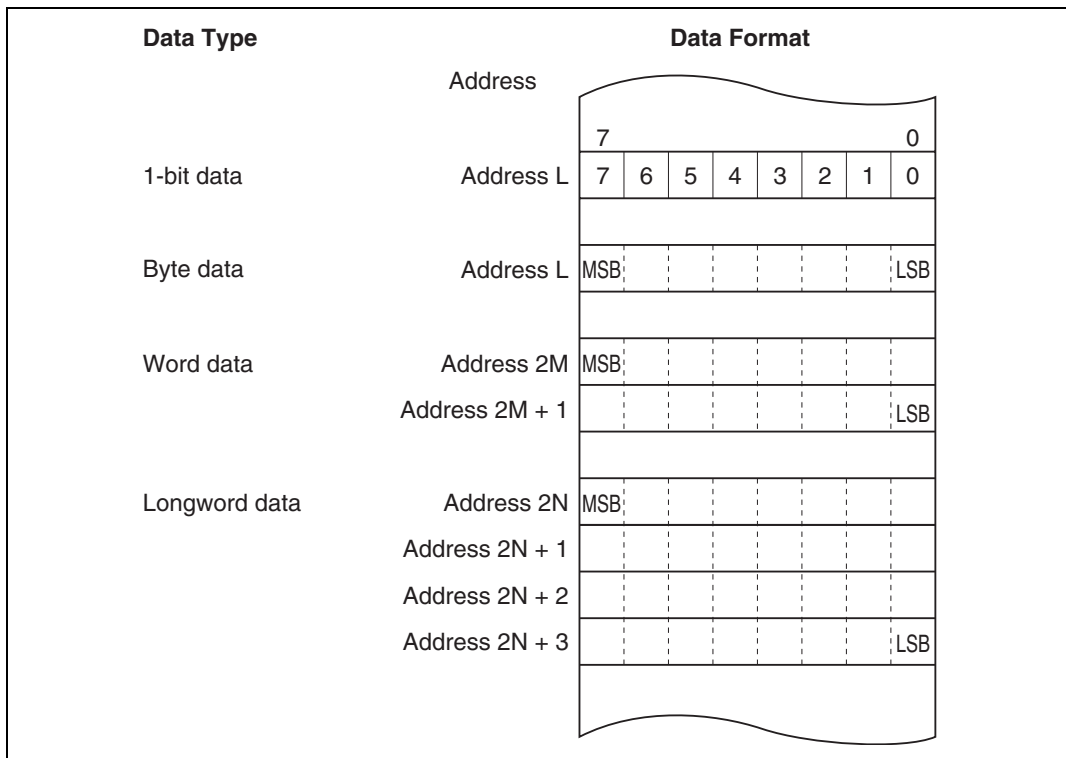 Data Type Data Format
Address
7 0
1-bit data Address L 7 6 5 4 3 2 1 0
Byte data Address L MSB LSB
Word data Address 2M MSB
Address 2M + 1 LSB
Longword data Address 2N MSB
Address 2N + 1
Address 2N + 2
Address 2N + 3 LSB